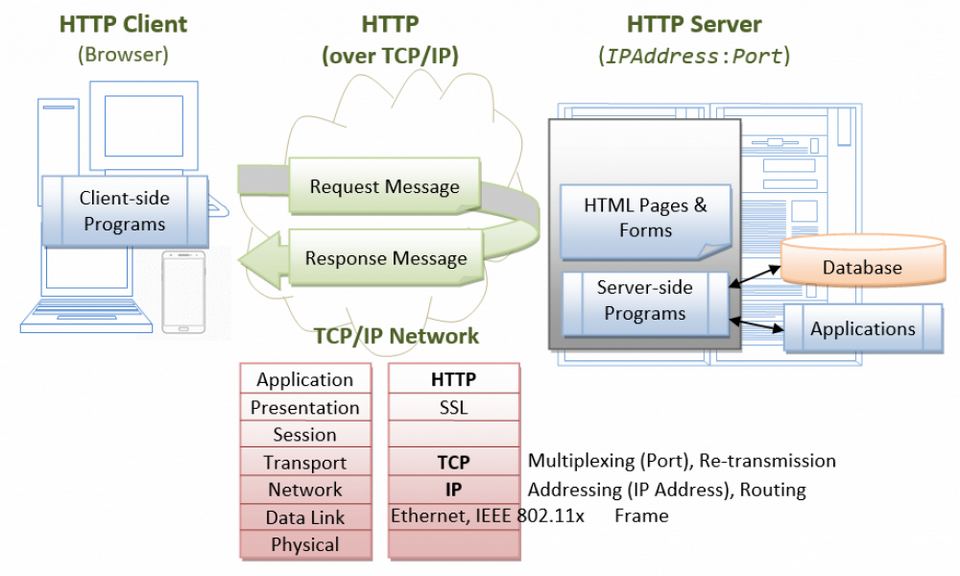 HTTP Client
(Browser)
HTTP
(over TCP/IP)
HTTP Server
(IPAddress:Port)
Client-side
Programs
Request Message
Response Message
HTML Pages &
Forms
Server-side
Programs
Database
Applications
TCP/IP Network
Application HTTP
Presentation SSL
Session
Transport TCP Multiplexing (Port), Re-transmission
Network IP Addressing (IP Address), Routing
Data Link Ethernet, IEEE 802.11x Frame
Physical